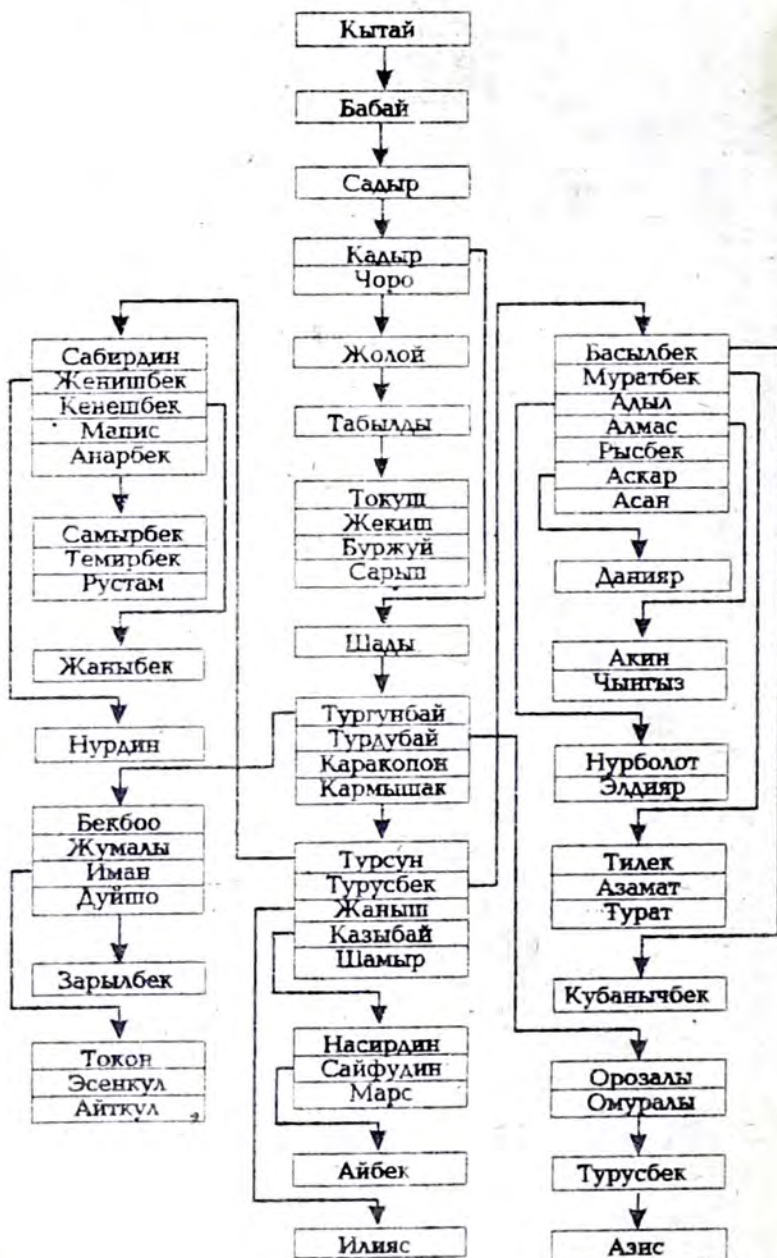 Кытай
Бабай
Садыр
Кадыр
Чоро
Жолой
Табылды
Токуш
Жекиш
Буржуй
Сарып
Шады
Тургунбай
Турдубай
Каракопон
Кармышак
Турсун
Турусбек
Жаныш
Казыбай
Шамыр
Насирдин
Сайфудин
Марс
Айбек
Илияс
Сабирдин
Женишбек
Кенешбек
Мапис
Анарбек
Самырбек
Темирбек
Рустам
Жаныбек
Нурдин
Бекбоо
Жумалы
Иман
Дуйшо
Зарылбек
Токон
Эсенкул
Айткул
Басылбек
Муратбек
Адыл
Алмас
Рысбек
Аскар
Асан
Данияр
Акин
Чынгыз
Нурболот
Элдияр
Тилек
Азамат
Турат
Кубанычбек
Орозалы
Омуралы
Турусбек
Азис